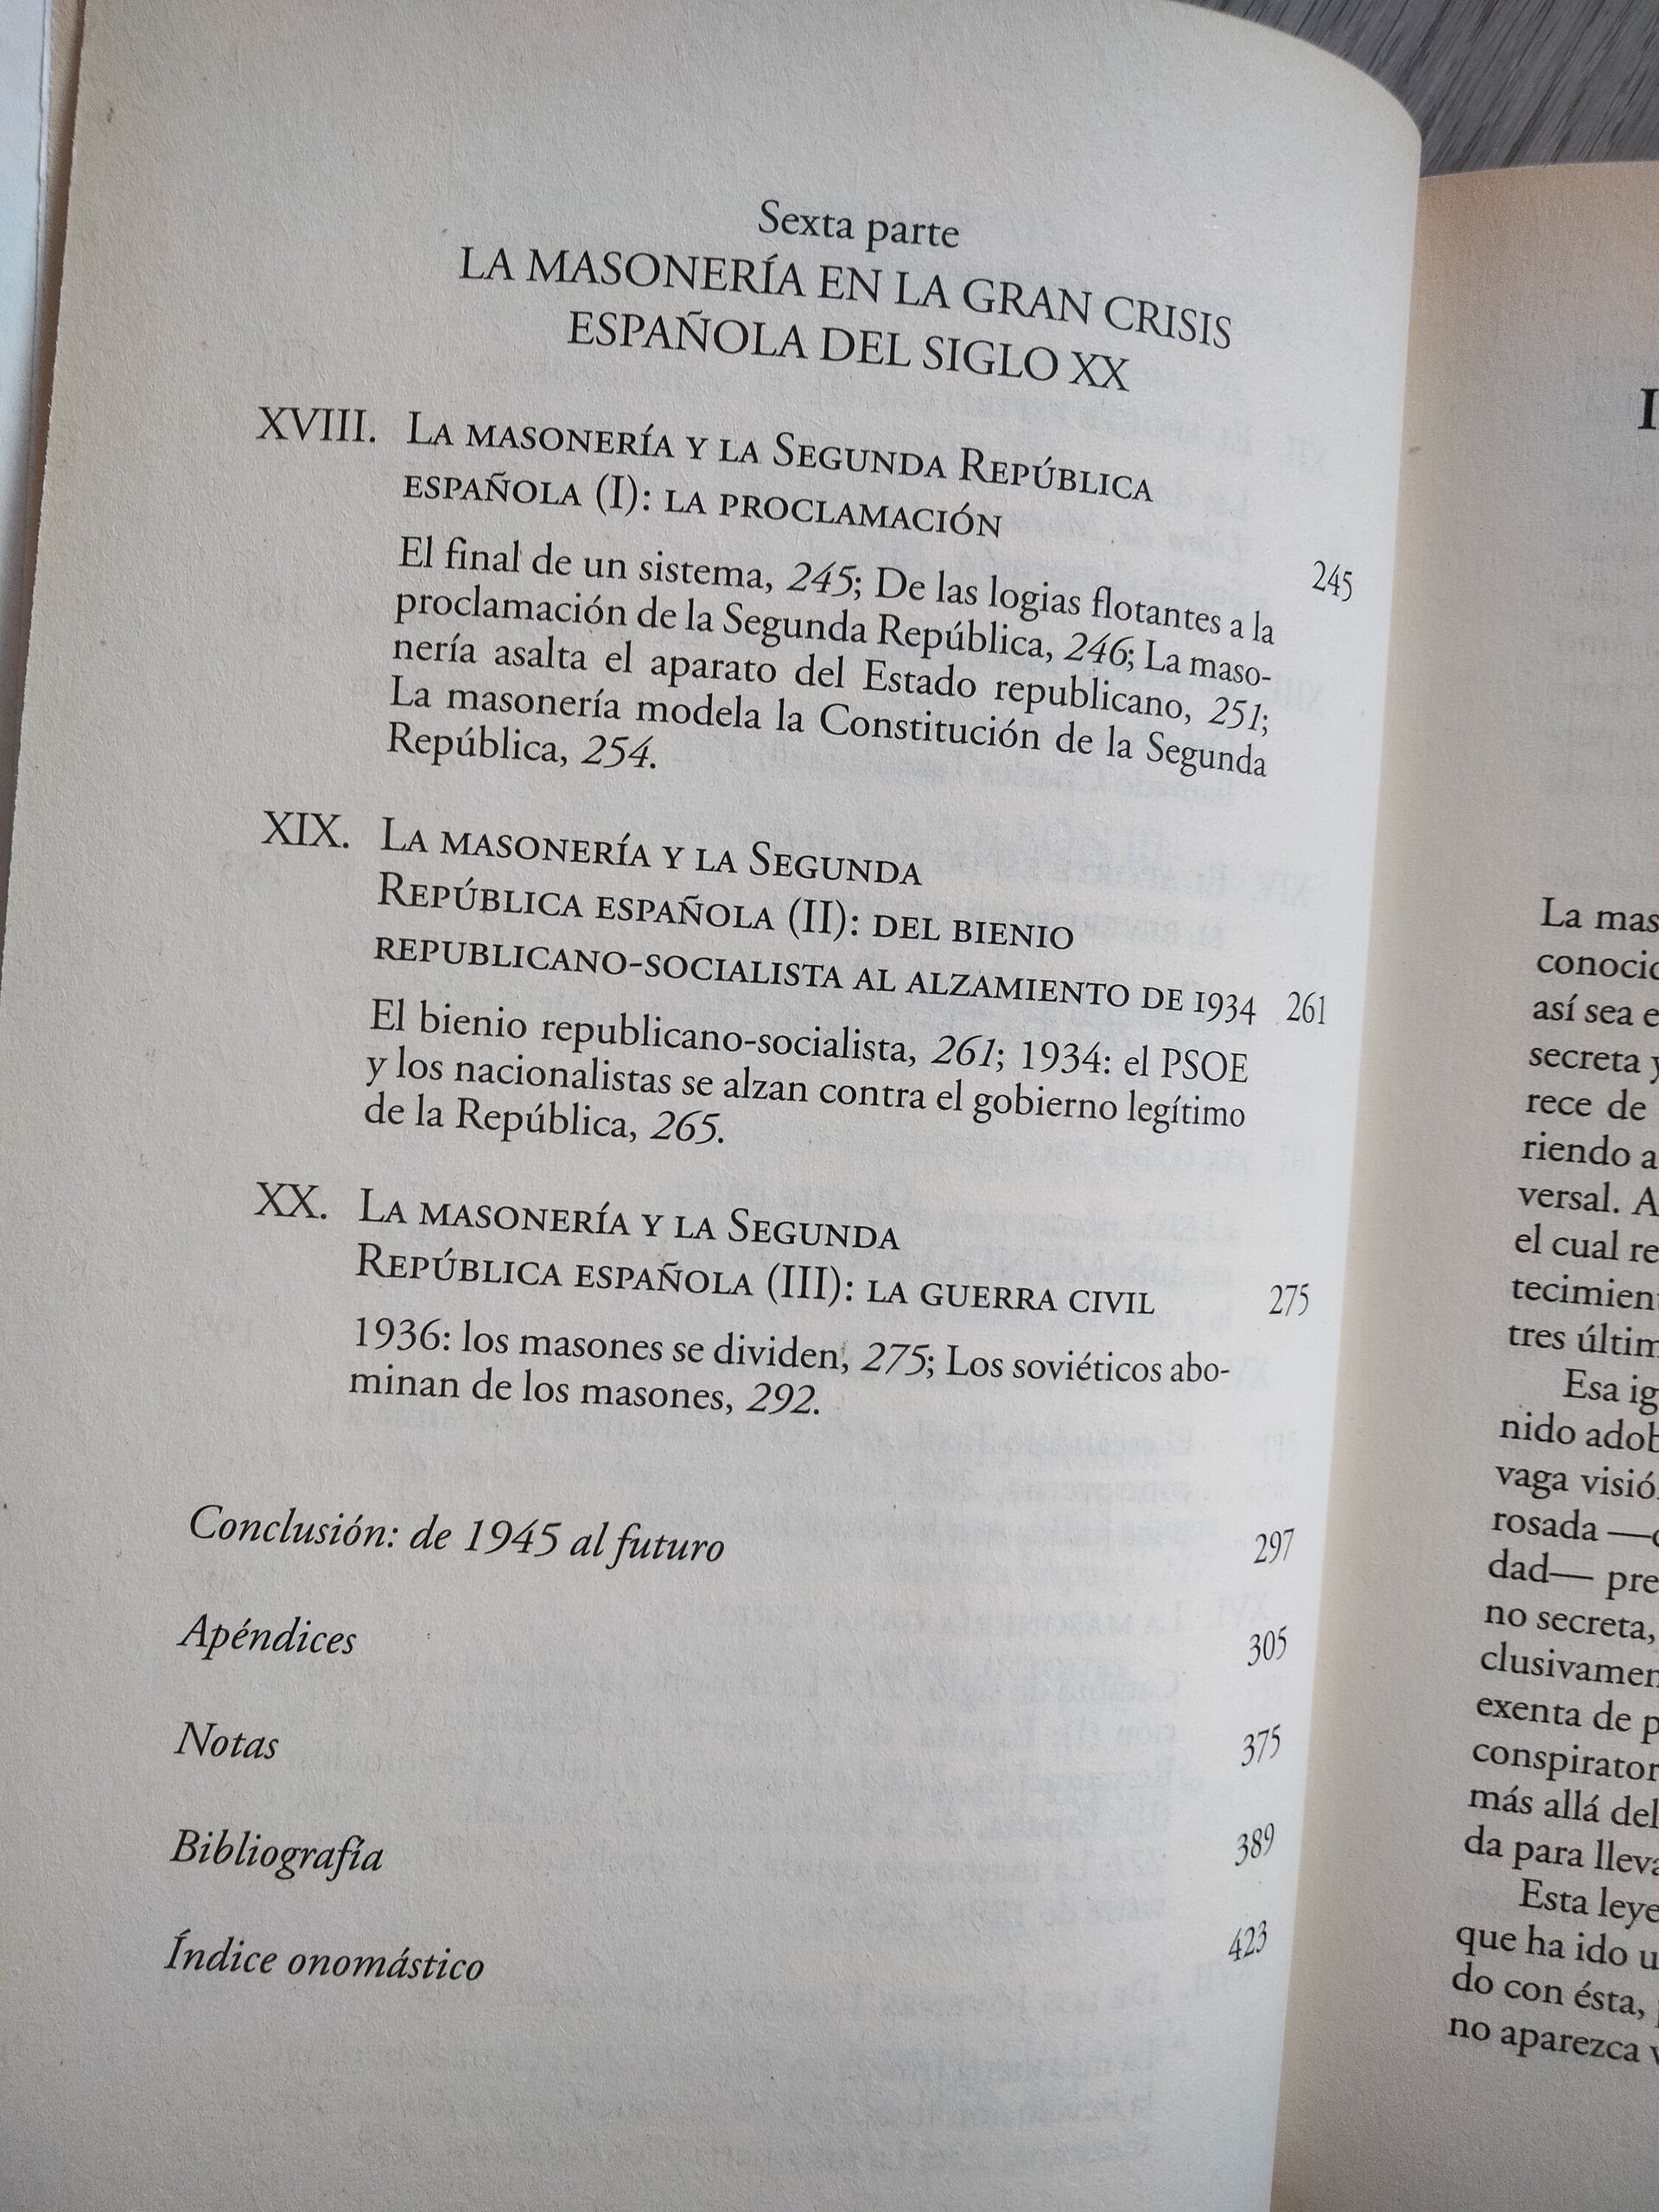 Sexta parte
LA MASONERÍA EN LA GRAN CRISIS
ESPAÑOLA DEL SIGLO XX
XVIII. La masonería y la Segunda República
española (I): la proclamación 245
El final de un sistema, 245; De las logias flotantes a la
proclamación de la Segunda República, 246; La maso-
nería asalta el aparato del Estado republicano, 251;
La masonería modela la Constitución de la Segunda
República, 254.
XIX. La masonería y la Segunda
República española (II): del bienio
republicano-socialista al alzamiento de 1934 261
El bienio republicano-socialista, 261; 1934: el PSOE
y los nacionalistas se alzan contra el gobierno legítimo
de la República, 265.
XX. La masonería y la Segunda
República española (III): la guerra civil 275
1936: los masones se dividen, 275; Los soviéticos abo-
minan de los masones, 292.
Conclusión: de 1945 al futuro 297
Apéndices 305
Notas 375
Bibliografía 389
Índice onomástico 423
La mas
conocid
así sea e
secreta y
rece de
riendo a
versal. A
el cual re
tecimient
tres últim
Esa ig
nido adob
vaga visió
rosada —
dad— pre
no secreta,
clusivamen
exenta de p
conspirator
más allá del
da para lleva
Esta leye
que ha ido u
do con ésta,
no aparezca v